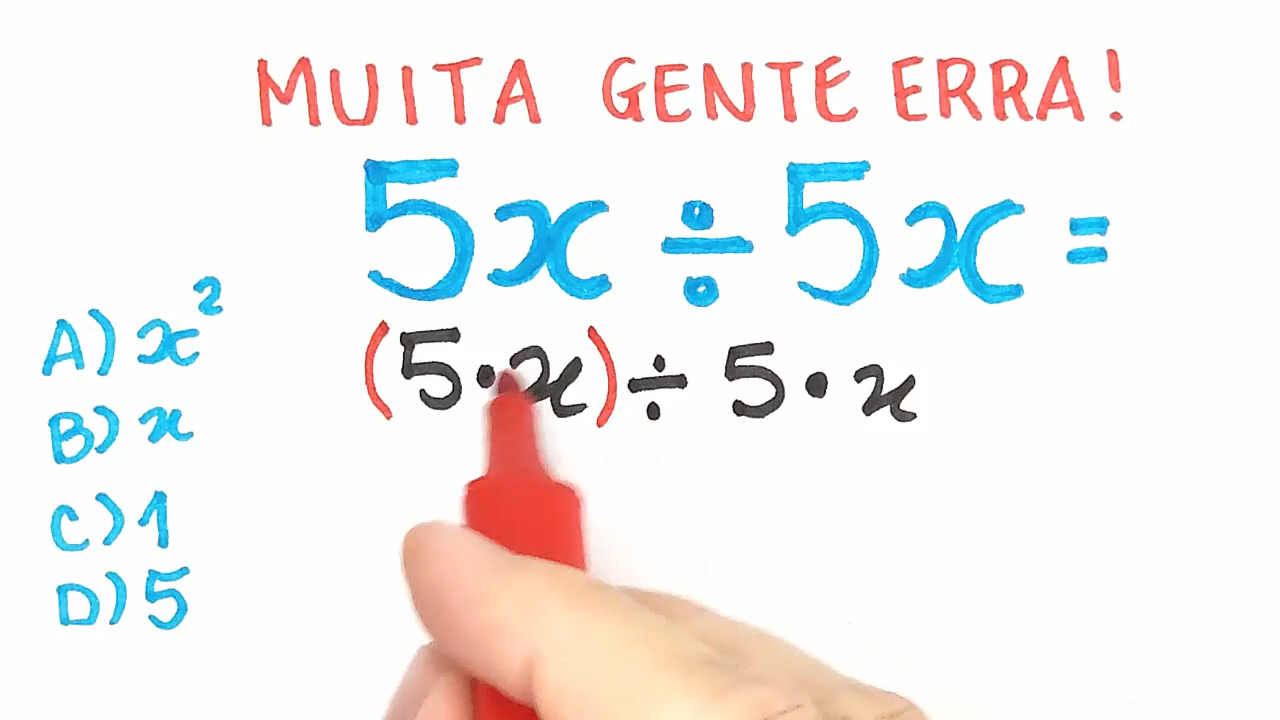 MUITA GENTE ERRA!
5x ÷ 5x =
(5·x) ÷ 5·x
A) x²
B) x
C) 1
D) 5